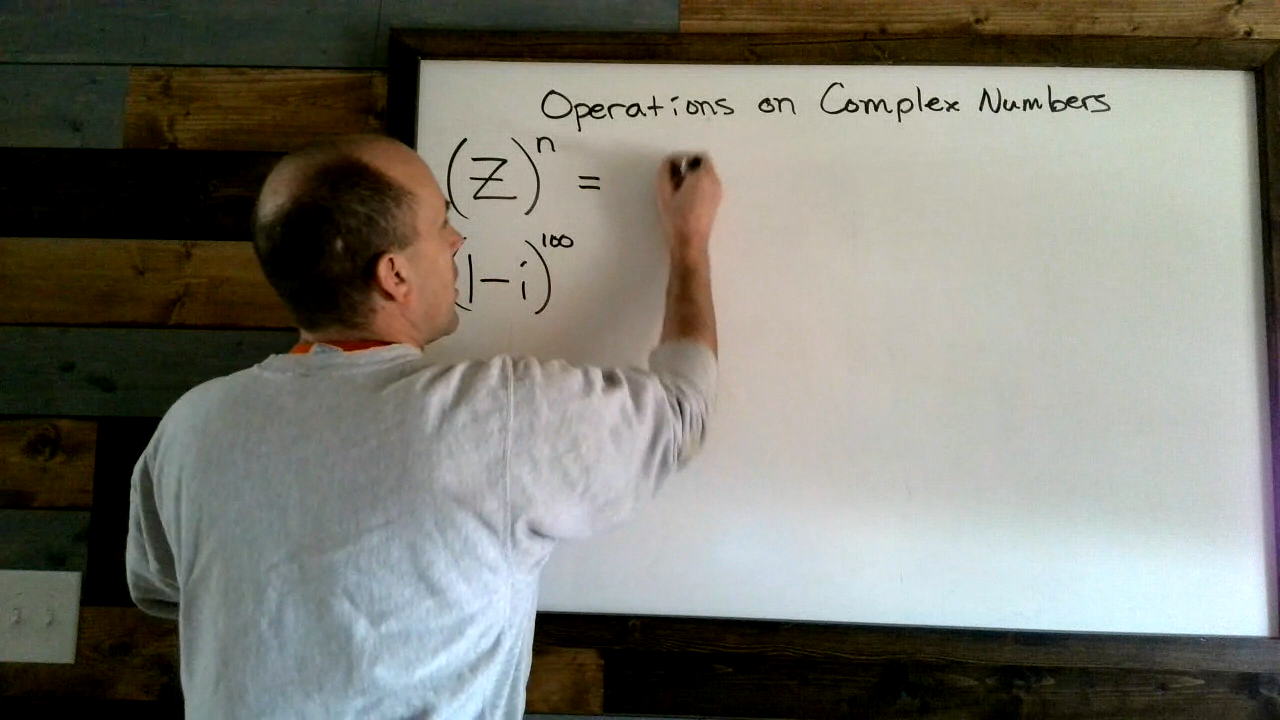 Operations on Complex Numbers
(Z)^n =
(1-i)^100